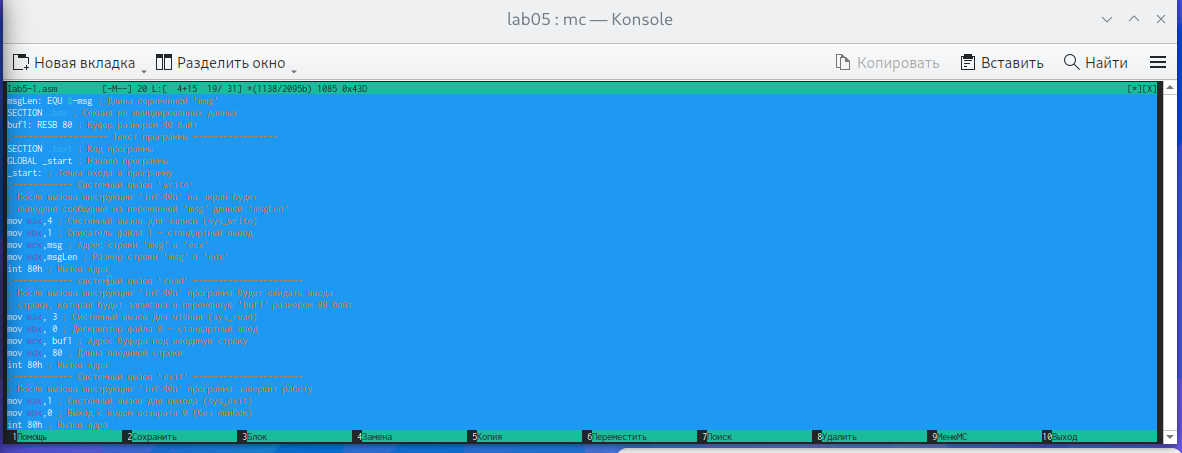 lab05 : mc — Konsole
Новая вкладка Разделить окно Копировать Вставить Найти
lab5-1.asm [-M--] 20 L:[ 4+15 19/ 31] *(1138/2095b) 1085 0x43D [*][X]
msgLen: EQU $-msg ; Длина переменной 'msg'
SECTION .bss ; Секция не инициированных данных
buf1: RESB 80 ; Буфер размером 80 байт
;------------------- Текст программы -----------------
SECTION .text ; Код программы
GLOBAL _start ; Начало программы
_start: ; Точка входа в программу
;------------ Системный вызов `write`
; После вызова инструкции 'int 80h' на экран будет
; выведено сообщение из переменной 'msg' длиной 'msgLen'
mov eax,4 ; Системный вызов для записи (sys_write)
mov ebx,1 ; Описатель файла 1 - стандартный вывод
mov ecx,msg ; Адрес строки 'msg' в 'ecx'
mov edx,msgLen ; Размер строки 'msg' в 'edx'
int 80h ; Вызов ядра
;------------ системный вызов `read` ----------------------
; После вызова инструкции 'int 80h' программа будет ожидать ввода
; строки, которая будет записана в переменную 'buf1' размером 80 байт
mov eax, 3 ; Системный вызов для чтения (sys_read)
mov ebx, 0 ; Дескриптор файла 0 - стандартный ввод
mov ecx, buf1 ; Адрес буфера под вводимую строку
mov edx, 80 ; Длина вводимой строки
int 80h ; Вызов ядра
;------------ Системный вызов `exit` ----------------------
; После вызова инструкции 'int 80h' программа завершит работу
mov eax,1 ; Системный вызов для выхода (sys_exit)
mov ebx,0 ; Выход с кодом возврата 0 (без ошибок)
int 80h ; Вызов ядра
1Помощь 2Сохранить 3Блок 4Замена 5Копия 6Переместить 7Поиск 8Удалить 9МенюMC 10Выход